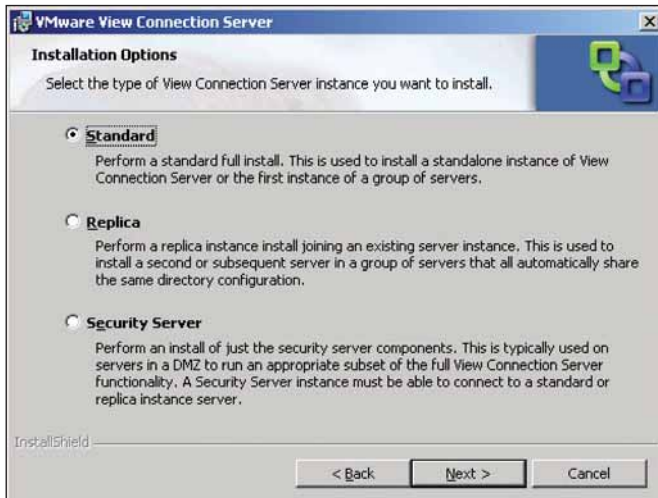 VMware View Connection Server
Installation Options
Select the type of View Connection Server instance you want to install.
Standard
Perform a standard full install. This is used to install a standalone instance of View
Connection Server or the first instance of a group of servers.
Replica
Perform a replica instance install joining an existing server instance. This is used to
install a second or subsequent server in a group of servers that all automatically share
the same directory configuration.
Security Server
Perform an install of just the security server components. This is typically used on
servers in a DMZ to run an appropriate subset of the full View Connection Server
functionality. A Security Server instance must be able to connect to a standard or
replica instance server.
InstallShield
< Back Next > Cancel